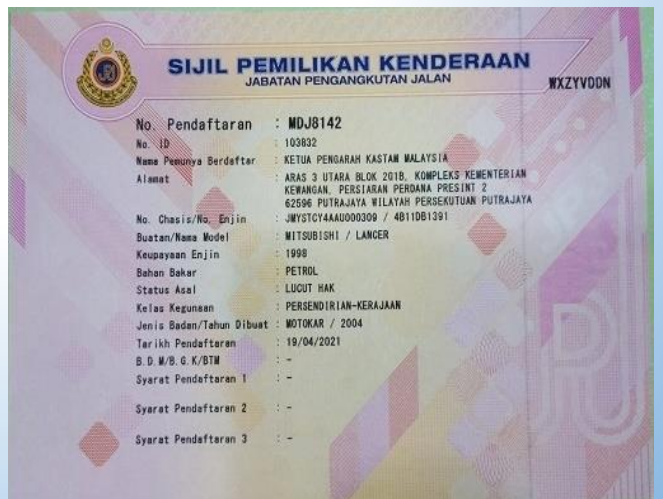 SIJIL PEMILIKAN KENDERAAN
JABATAN PENGANGKUTAN JALAN
WXZYVDDN
No. Pendaftaran : MDJ8142
No. ID : 103832
Nama Pemunya Berdaftar : KETUA PENGARAH KASTAM MALAYSIA
Alamat : ARAS 3 UTARA BLOK 2G1B, KOMPLEKS KEMENTERIAN
KEWANGAN, PERSIARAN PERDANA PRESINT 2
62596 PUTRAJAYA WILAYAH PERSEKUTUAN PUTRAJAYA
No. Chasis/No. Enjin : JMYSTCY4AAU000309 / 4B11DB1391
Buatan/Nama Model : MITSUBISHI / LANCER
Keupayaan Enjin : 1998
Bahan Bakar : PETROL
Status Asal : LUCUT HAK
Kelas Kegunaan : PERSENDIRIAN-KERAJAAN
Jenis Badan/Tahun Dibuat : MOTOKAR / 2004
Tarikh Pendaftaran : 19/04/2021
B.D.M/B.G.K/BTM : -
Syarat Pendaftaran 1 : -
Syarat Pendaftaran 2 : -
Syarat Pendaftaran 3 : -